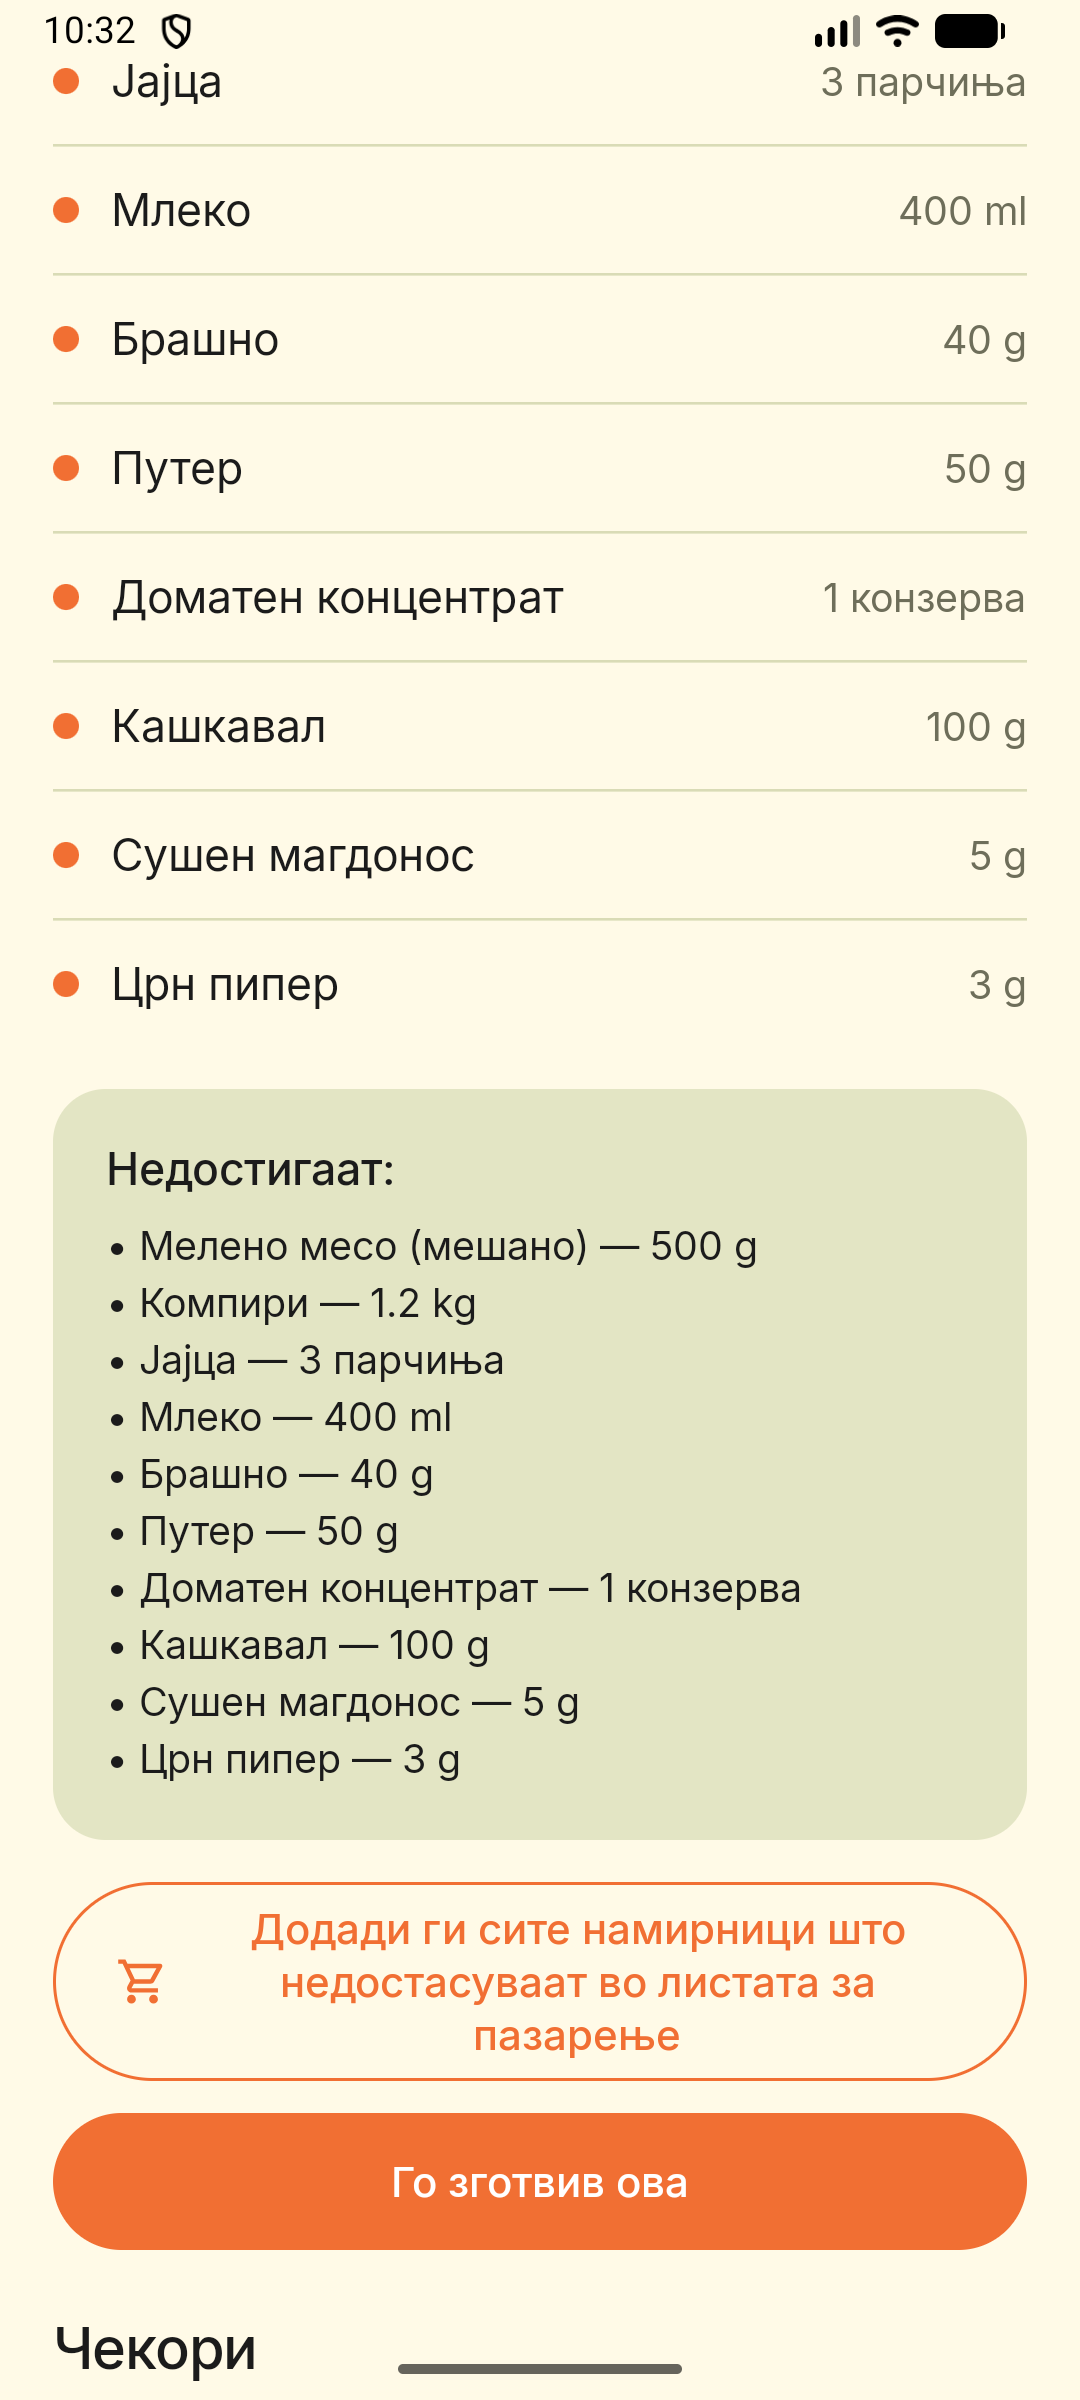 10:32
Јајца 3 парчиња
Млеко 400 ml
Брашно 40 g
Путер 50 g
Доматен концентрат 1 конзерва
Кашкавал 100 g
Сушен магдонос 5 g
Црн пипер 3 g
Недостигаат:
• Мелено месо (мешано) — 500 g
• Компири — 1.2 kg
• Јајца — 3 парчиња
• Млеко — 400 ml
• Брашно — 40 g
• Путер — 50 g
• Доматен концентрат — 1 конзерва
• Кашкавал — 100 g
• Сушен магдонос — 5 g
• Црн пипер — 3 g
Додади ги сите намирници што
недостасуваат во листата за
пазарење
Го зготвив ова
Чекори